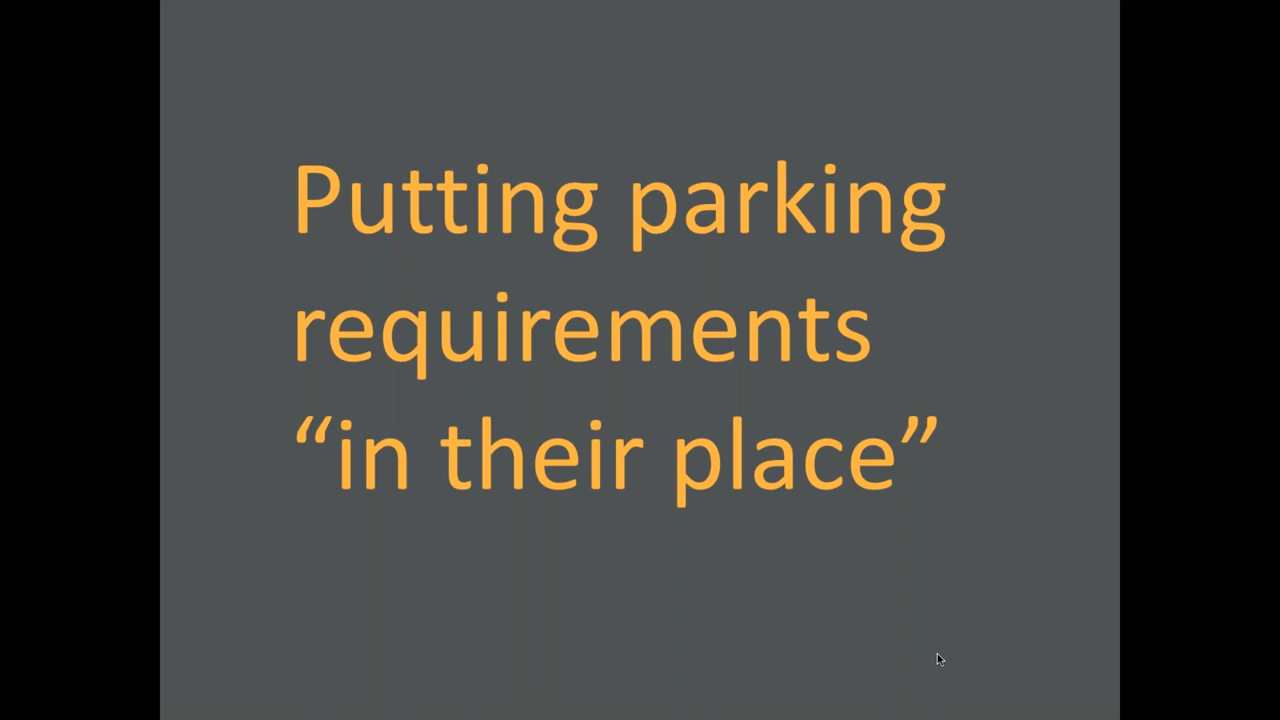 Putting parking
requirements
“in their place”